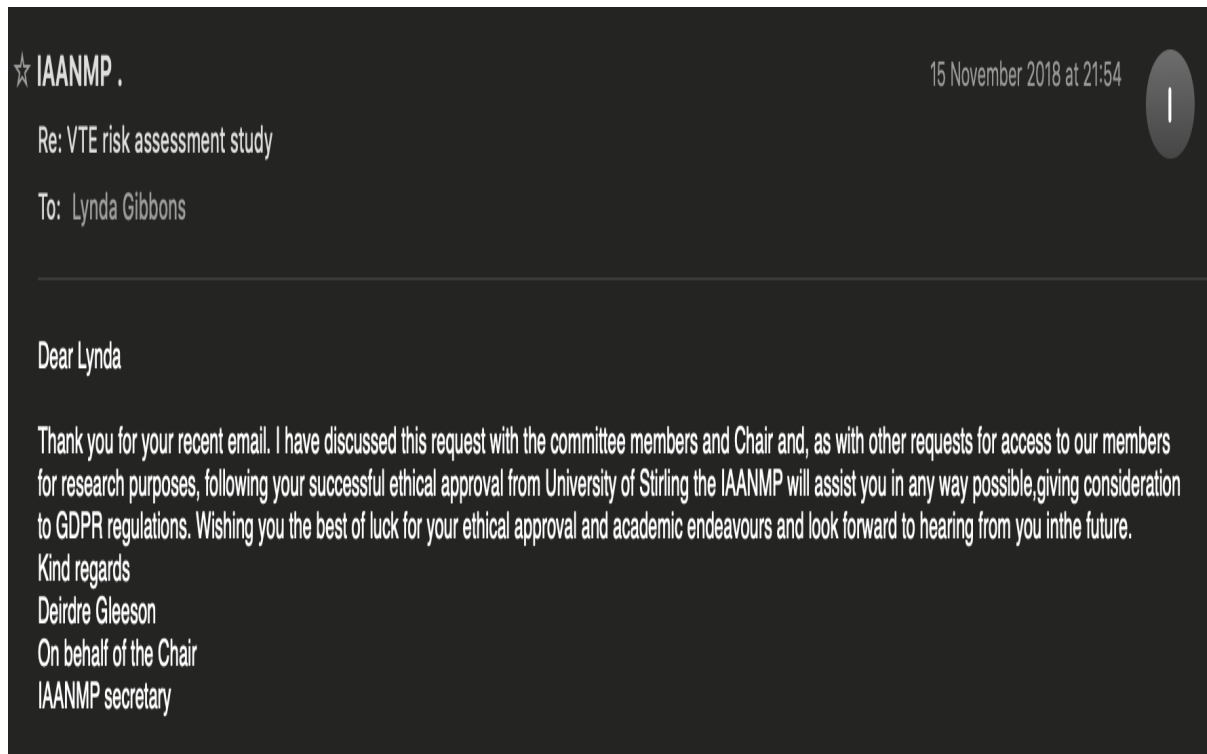 IAANMP .
15 November 2018 at 21:54
I
Re: VTE risk assessment study
To: Lynda Gibbons
Dear Lynda
Thank you for your recent email. I have discussed this request with the committee members and Chair and, as with other requests for access to our members
for research purposes, following your successful ethical approval from University of Stirling the IAANMP will assist you in any way possible,giving consideration
to GDPR regulations. Wishing you the best of luck for your ethical approval and academic endeavours and look forward to hearing from you inthe future.
Kind regards
Deirdre Gleeson
On behalf of the Chair
IAANMP secretary